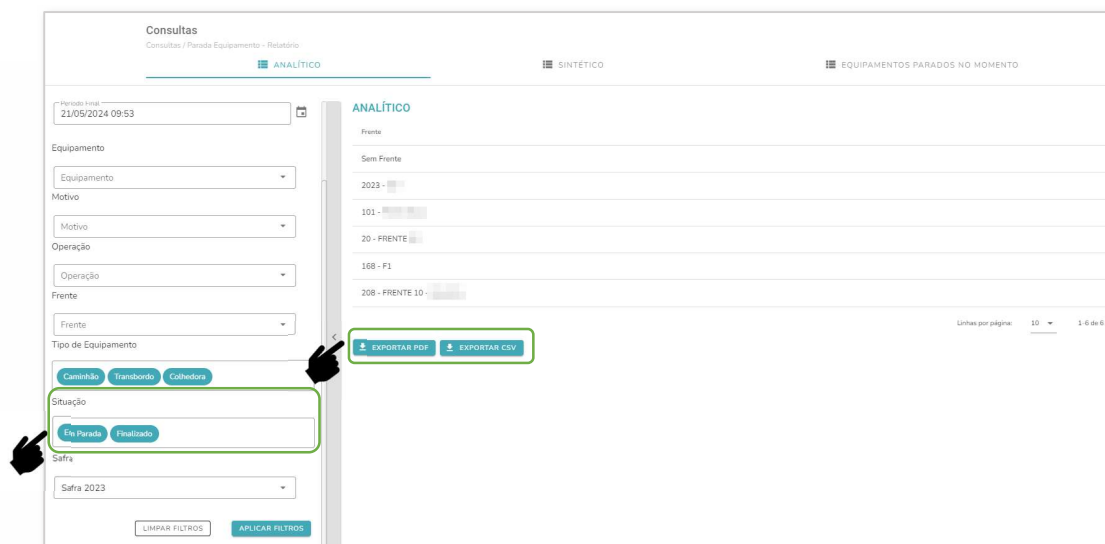 Consultas
Consultas / Parada Equipamento - Relatório
ANALÍTICO
SINTÉTICO
EQUIPAMENTOS PARADOS NO MOMENTO
Período Final
21/05/2024 09:53
Equipamento
Equipamento
Motivo
Motivo
Operação
Operação
Frente
Frente
Tipo de Equipamento
Caminhão Transbordo Colhedora
Situação
Em Parada Finalizado
Safra
Safra 2023
LIMPAR FILTROS APLICAR FILTROS
ANALÍTICO
Frente
Sem Frente
2023 -
101 -
20 - FRENTE
168 - F1
208 - FRENTE 10 -
Linhas por página: 10 1-6 de 6
EXPORTAR PDF EXPORTAR CSV